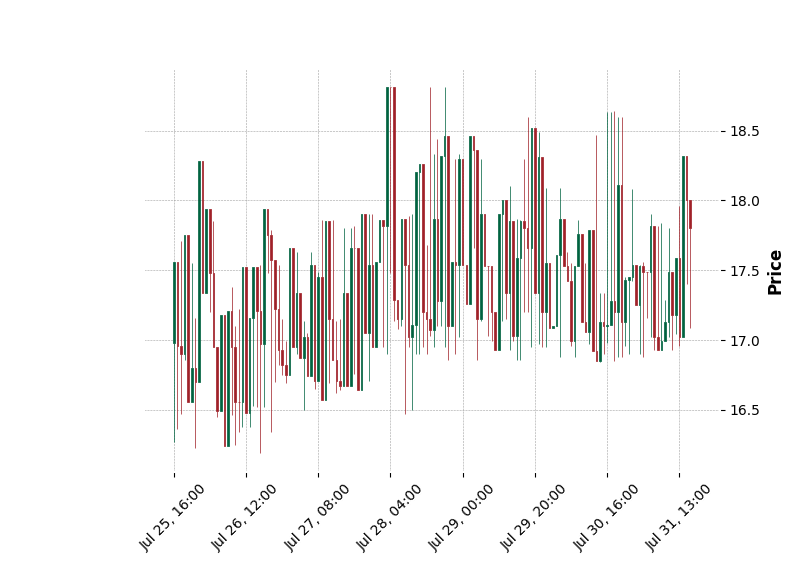 18.5
18.0
17.5
17.0
16.5
Price
Jul 25, 16:00
Jul 26, 12:00
Jul 27, 08:00
Jul 28, 04:00
Jul 29, 00:00
Jul 29, 20:00
Jul 30, 16:00
Jul 31, 13:00